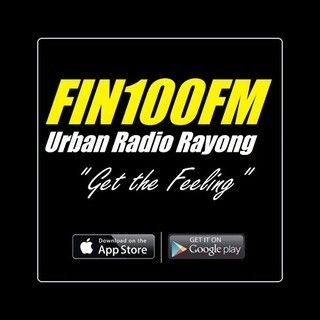 FIN100FM
Urban Radio Rayong
"Get the Feeling"
Download on the
App Store
GET IT ON
Google play